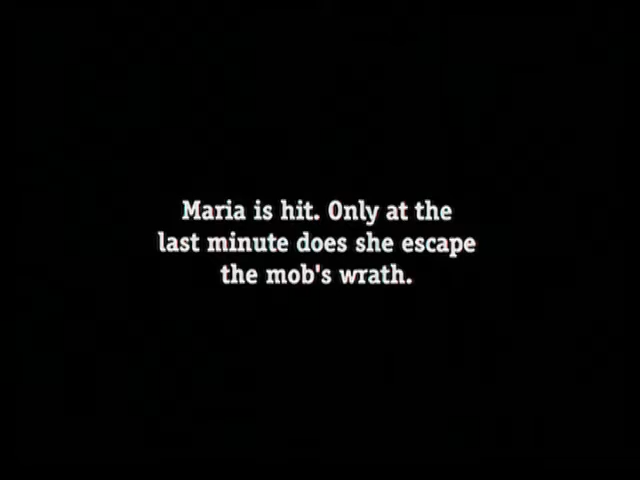 Maria is hit. Only at the
last minute does she escape
the mob's wrath.